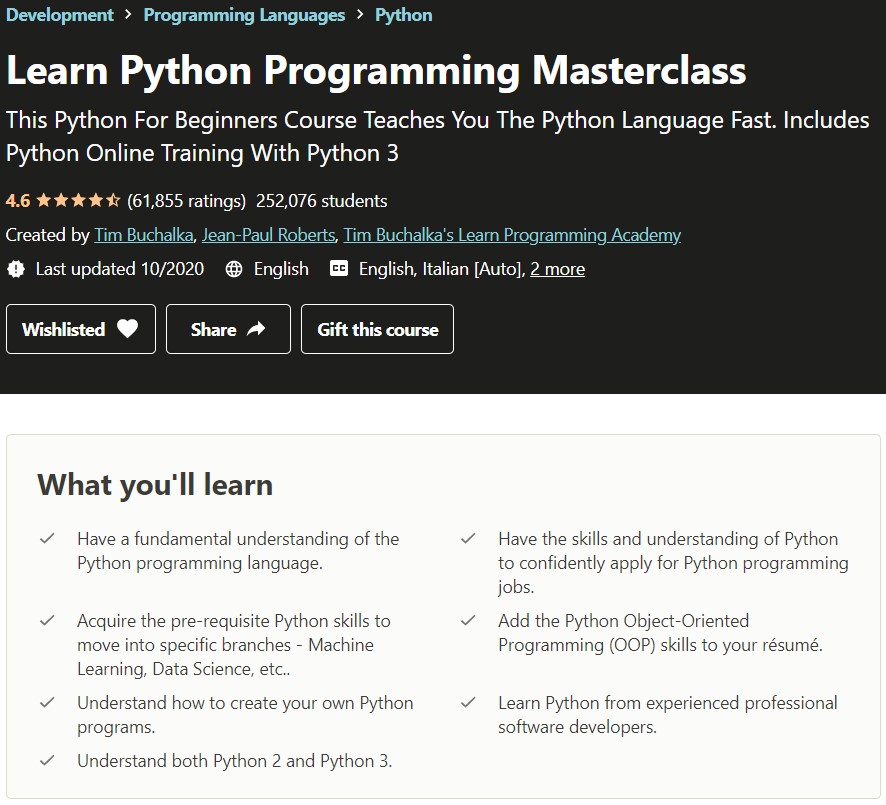 Development > Programming Languages > Python
Learn Python Programming Masterclass
This Python For Beginners Course Teaches You The Python Language Fast. Includes
Python Online Training With Python 3
4.6 (61,855 ratings) 252,076 students
Created by Tim Buchalka, Jean-Paul Roberts, Tim Buchalka's Learn Programming Academy
Last updated 10/2020 English CC English, Italian [Auto], 2 more
Wishlisted Share Gift this course
What you'll learn
Have a fundamental understanding of the
Python programming language.
Have the skills and understanding of Python
to confidently apply for Python programming
jobs.
Acquire the pre-requisite Python skills to
move into specific branches - Machine
Learning, Data Science, etc..
Add the Python Object-Oriented
Programming (OOP) skills to your résumé.
Understand how to create your own Python
programs.
Learn Python from experienced professional
software developers.
Understand both Python 2 and Python 3.